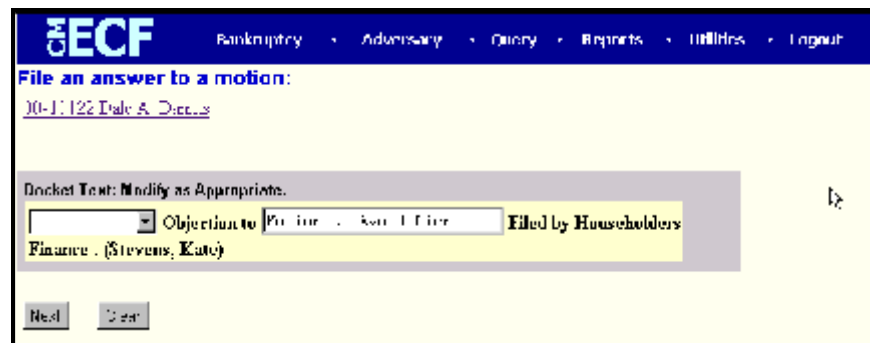 CM ECF Bankruptcy Adversary Query Reports Utilities Logout
File an answer to a motion:
Docket Text: Modify as Appropriate.
Objection to Filed by Householders
Finance . (Stevens, Kate)
Next Clear